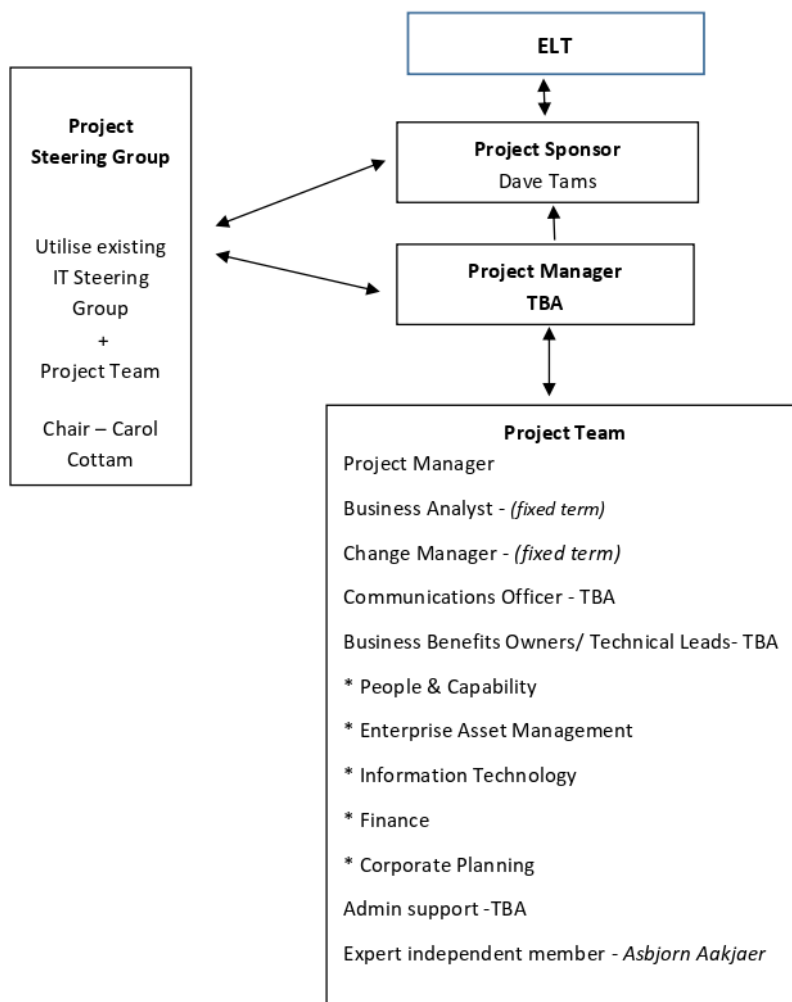 ELT
Project
Steering Group
Utilise existing
IT Steering
Group
+
Project Team
Chair – Carol
Cottam
Project Sponsor
Dave Tams
Project Manager
TBA
Project Team
Project Manager
Business Analyst - (fixed term)
Change Manager - (fixed term)
Communications Officer - TBA
Business Benefits Owners/ Technical Leads- TBA
* People & Capability
* Enterprise Asset Management
* Information Technology
* Finance
* Corporate Planning
Admin support -TBA
Expert independent member - Asbjorn Aakjaer